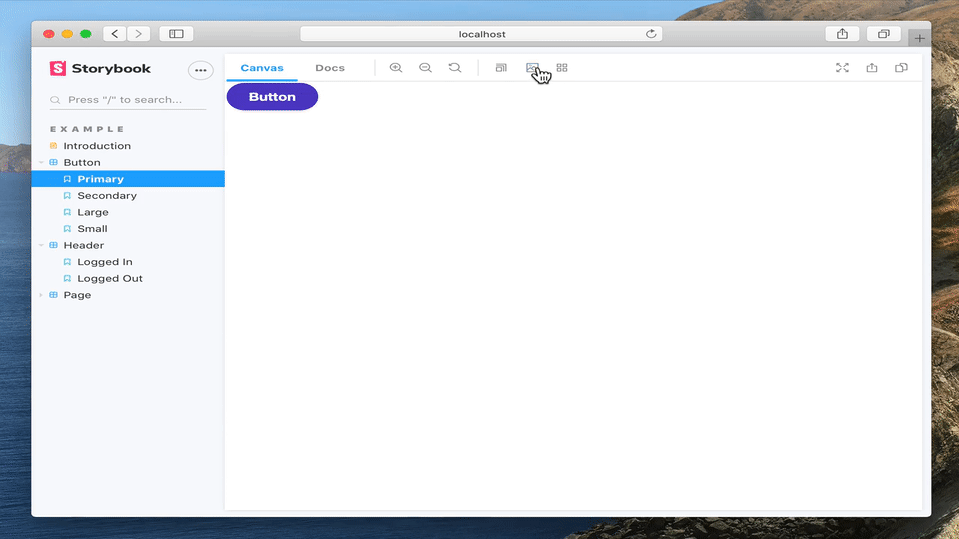 localhost
Storybook
Canvas
Docs
Press "/" to search...
Button
EXAMPLE
Introduction
Button
Primary
Secondary
Large
Small
Header
Logged In
Logged Out
Page